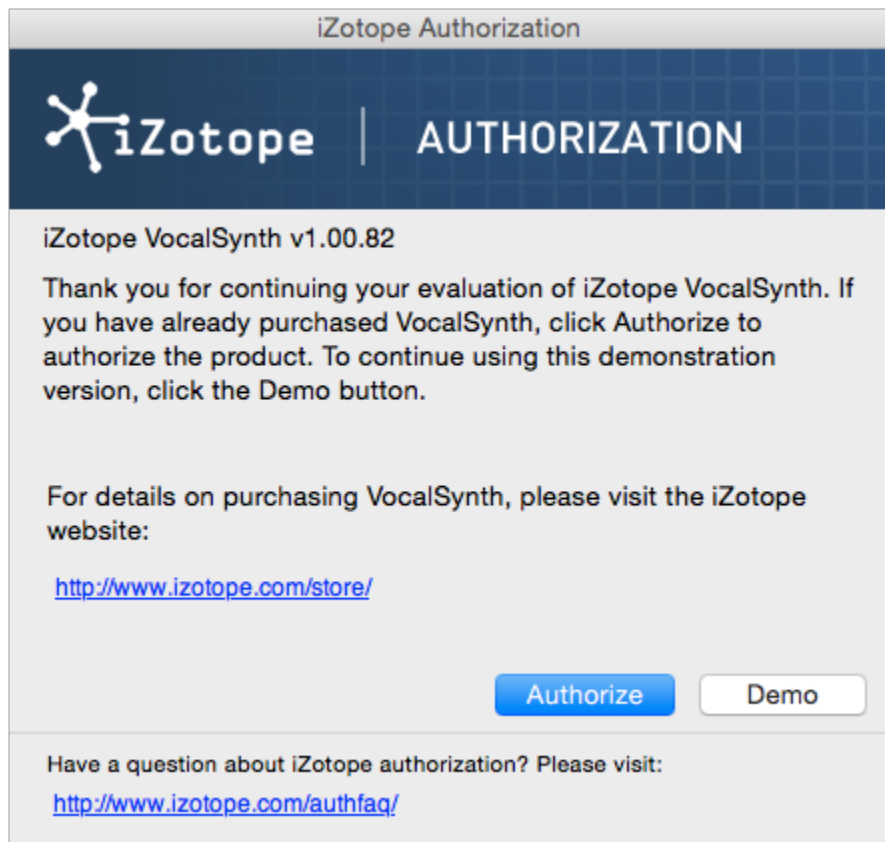 iZotope Authorization
iZotope | AUTHORIZATION
iZotope VocalSynth v1.00.82
Thank you for continuing your evaluation of iZotope VocalSynth. If
you have already purchased VocalSynth, click Authorize to
authorize the product. To continue using this demonstration
version, click the Demo button.
For details on purchasing VocalSynth, please visit the iZotope
website:
http://www.izotope.com/store/
Authorize Demo
Have a question about iZotope authorization? Please visit:
http://www.izotope.com/authfaq/